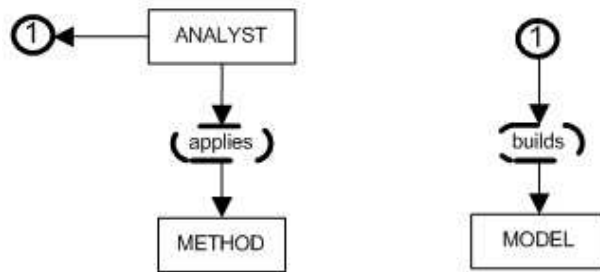 1
ANALYST
1
applies
builds
METHOD
MODEL